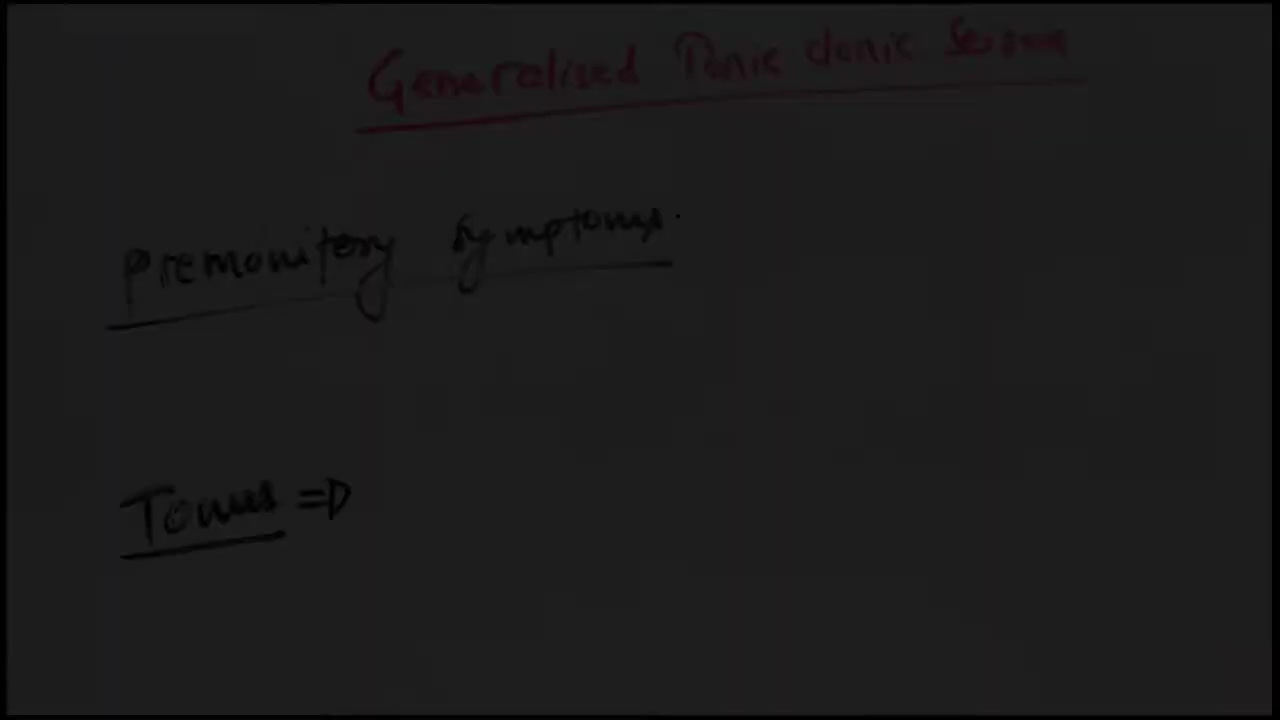 Generalised Tonic clonic Seizure
Premonitory Symptoms.
Tonus ⇒